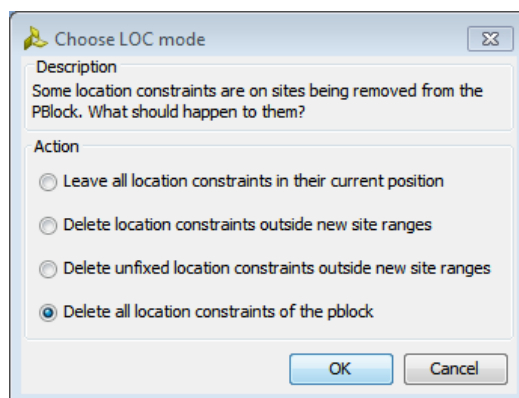 Choose LOC mode
Description
Some location constraints are on sites being removed from the
PBlock. What should happen to them?
Action
Leave all location constraints in their current position
Delete location constraints outside new site ranges
Delete unfixed location constraints outside new site ranges
Delete all location constraints of the pblock
OK Cancel